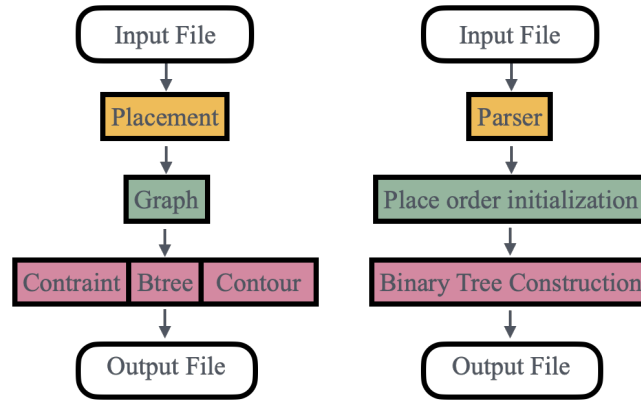 Input File
Placement
Graph
Contraint Btree Contour
Output File
Input File
Parser
Place order initialization
Binary Tree Construction
Output File